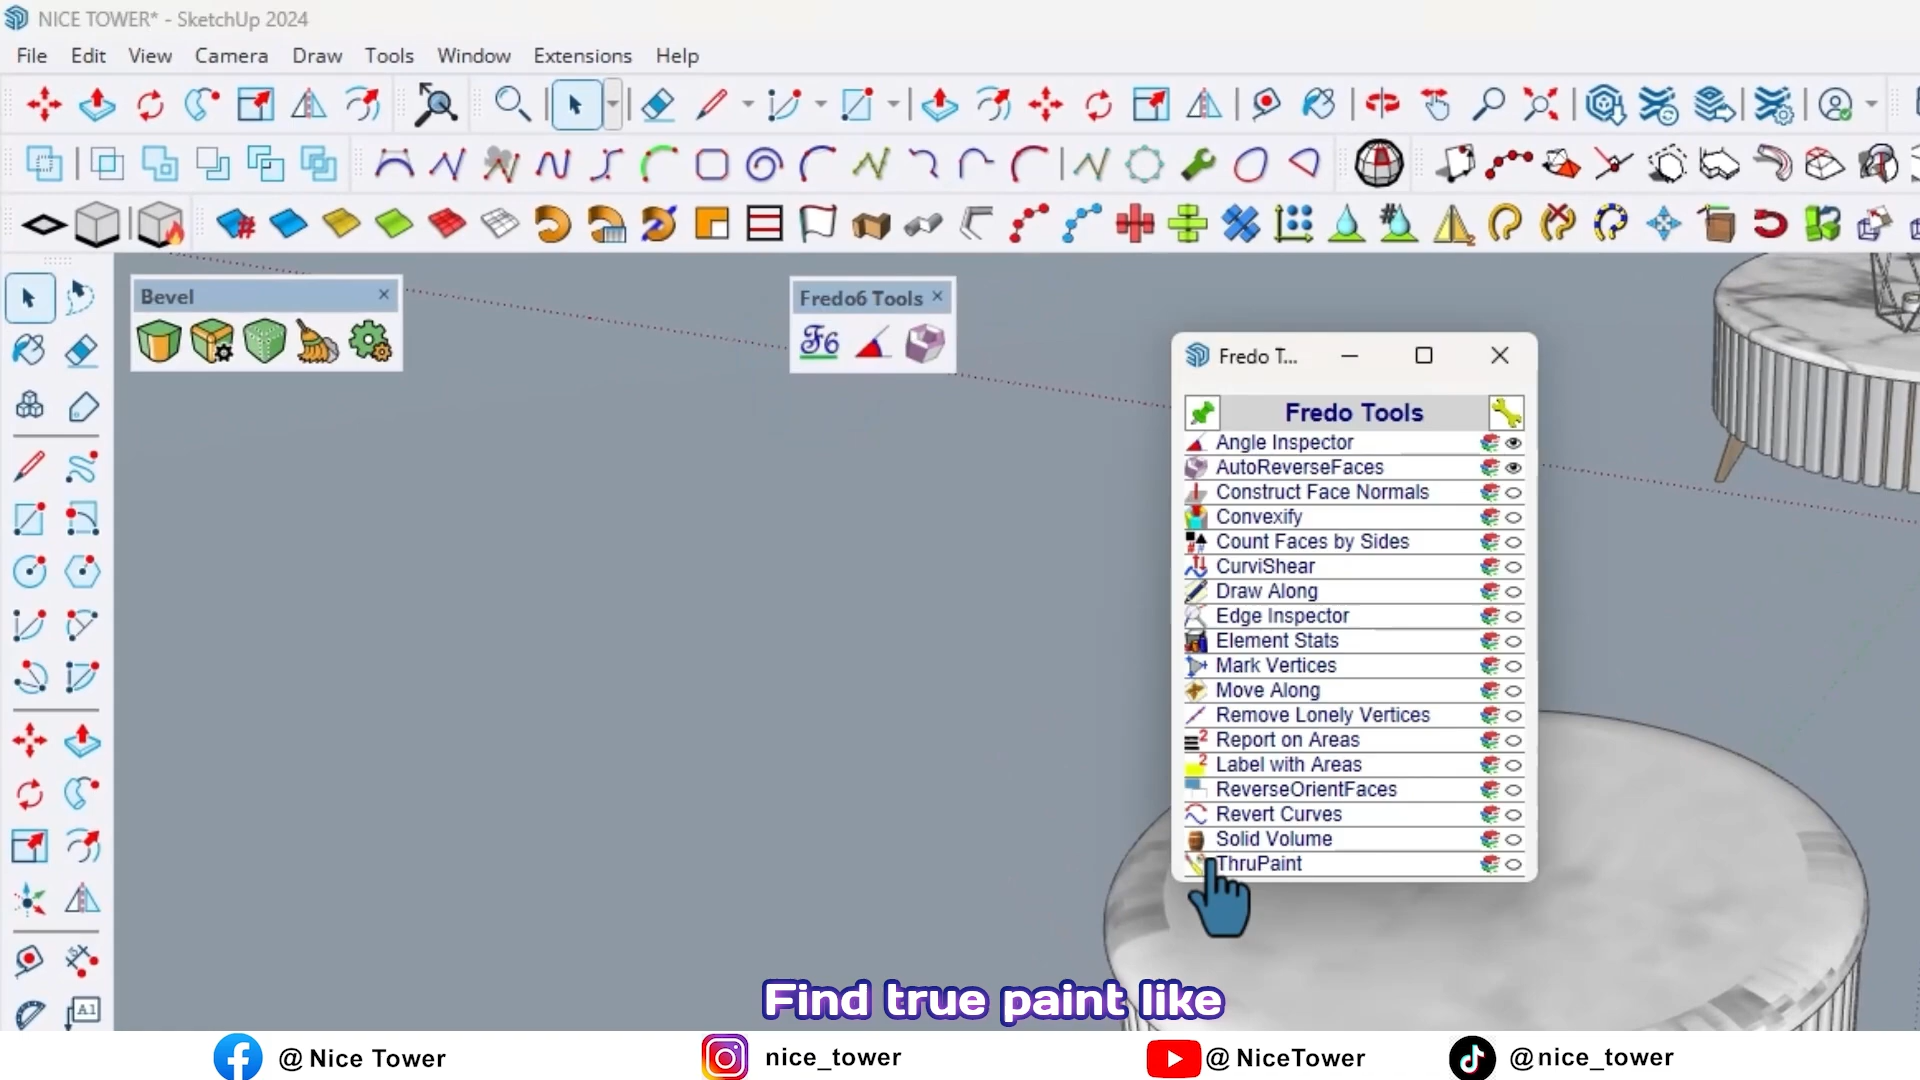 NICE TOWER* - SketchUp 2024
File Edit View Camera Draw Tools Window Extensions Help
Bevel
Fredo6 Tools
F6
Fredo T...
Fredo Tools
Angle Inspector
AutoReverseFaces
Construct Face Normals
Convexify
Count Faces by Sides
CurviShear
Draw Along
Edge Inspector
Element Stats
Mark Vertices
Move Along
Remove Lonely Vertices
Report on Areas
Label with Areas
ReverseOrientFaces
Revert Curves
Solid Volume
ThruPaint
A1
Find true paint like
@ Nice Tower
nice_tower
@ NiceTower
@nice_tower